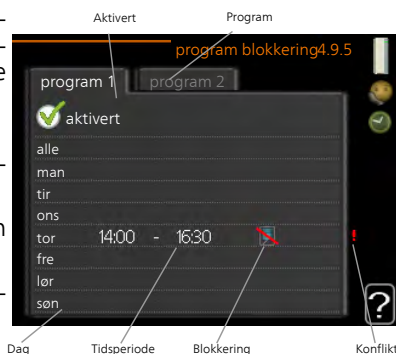 Aktivert Program
program blokkering4.9.5
program 1 program 2
aktivert
alle
man
tir
ons
tor 14:00 - 16:30 !
fre
lør
søn
?
Dag Tidsperiode Blokkering Konflikt